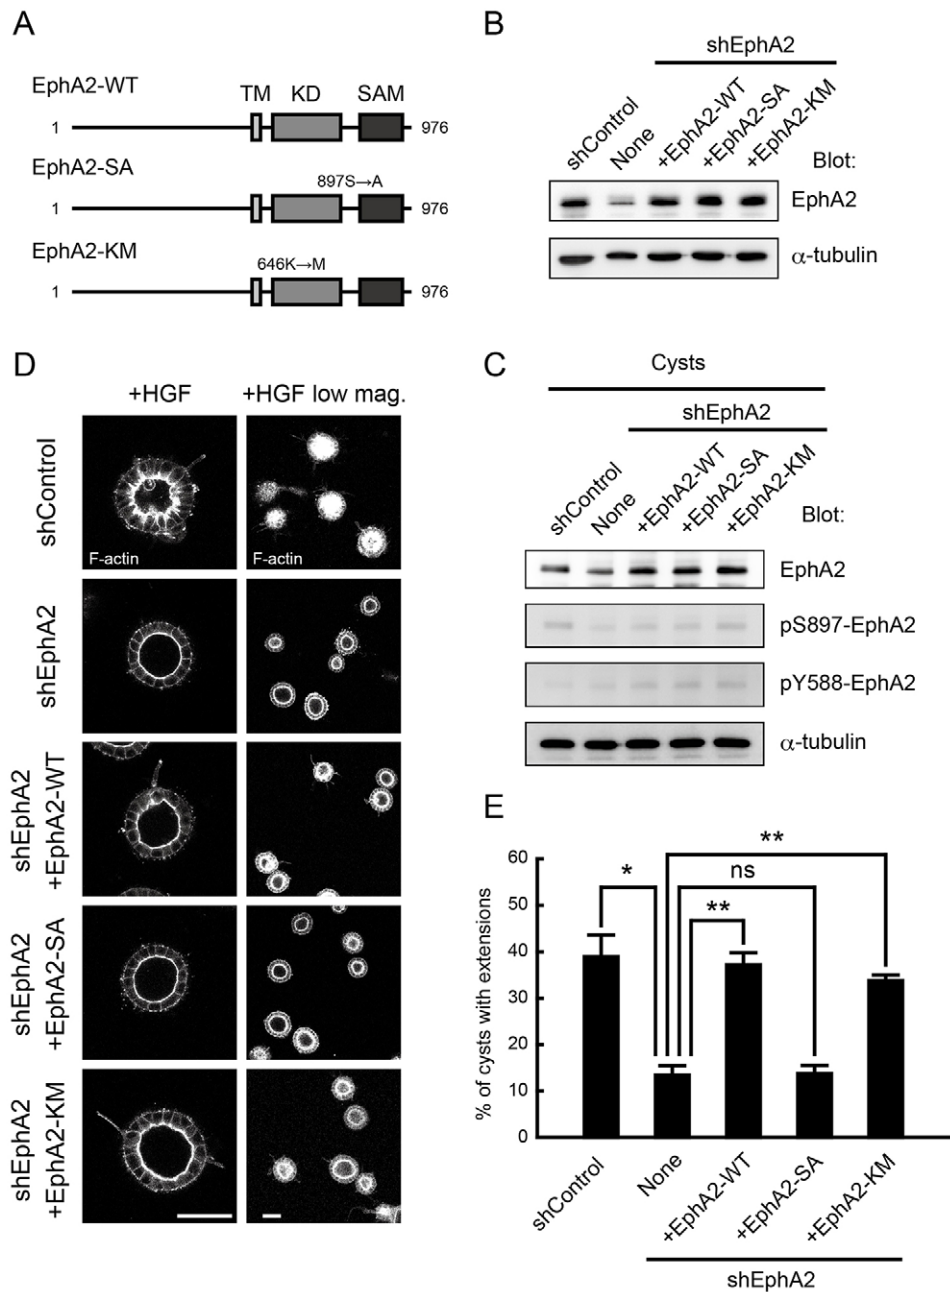 A
EphA2-WT
TM KD SAM
1 976
EphA2-SA
897S→A
1 976
EphA2-KM
646K→M
1 976
B
shEphA2
shControl
None
+EphA2-WT
+EphA2-SA
+EphA2-KM
Blot:
EphA2
α-tubulin
C
Cysts
shEphA2
shControl
None
+EphA2-WT
+EphA2-SA
+EphA2-KM
Blot:
EphA2
pS897-EphA2
pY588-EphA2
α-tubulin
D
+HGF +HGF low mag.
shControl
F-actin F-actin
shEphA2
shEphA2
+EphA2-WT
shEphA2
+EphA2-SA
shEphA2
+EphA2-KM
E
% of cysts with extensions
60
50
40
30
20
10
0
*
**
ns
**
shControl
None
+EphA2-WT
+EphA2-SA
+EphA2-KM
shEphA2